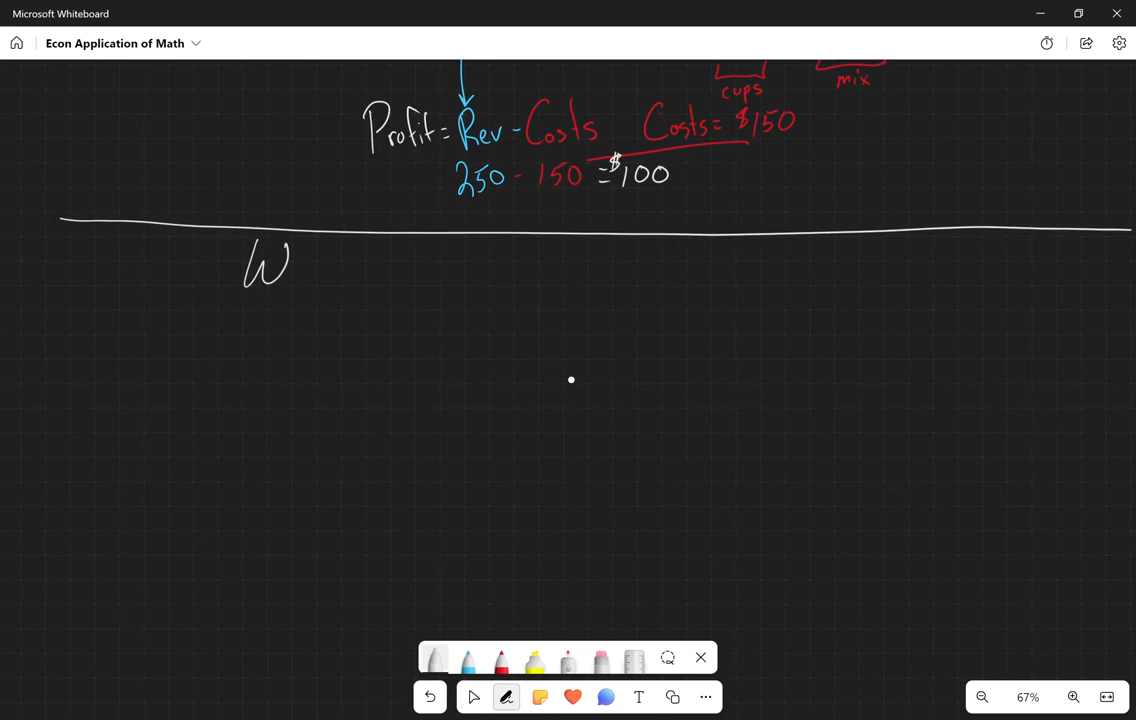 Microsoft Whiteboard
Econ Application of Math
cups
mix
Profit = Rev - Costs Costs = $150
250 - 150 = $100
W
T
67%